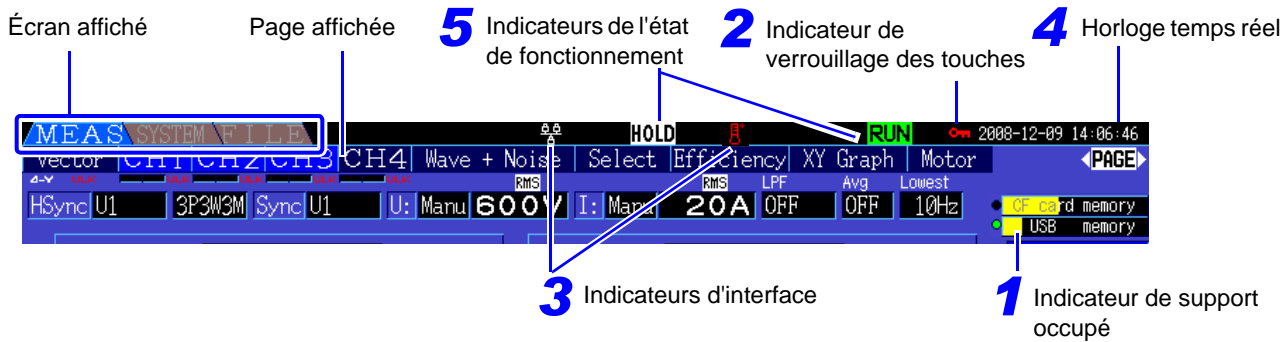 Écran affiché
Page affichée
5 Indicateurs de l'état
de fonctionnement
2 Indicateur de
verrouillage des touches
4 Horloge temps réel
MEAS SYSTEM FILE HOLD RUN 2008-12-09 14:06:46
Vector CH1 CH2 CH3 CH4 Wave + Noise Select Efficiency XY Graph Motor PAGE
Δ-Y RMS RMS LPF Avg Lowest
HSync U1 3P3W3M Sync U1 U: Manu 600V I: Manu 20A OFF OFF 10Hz
CF card memory
USB memory
3 Indicateurs d'interface
1 Indicateur de support
occupé